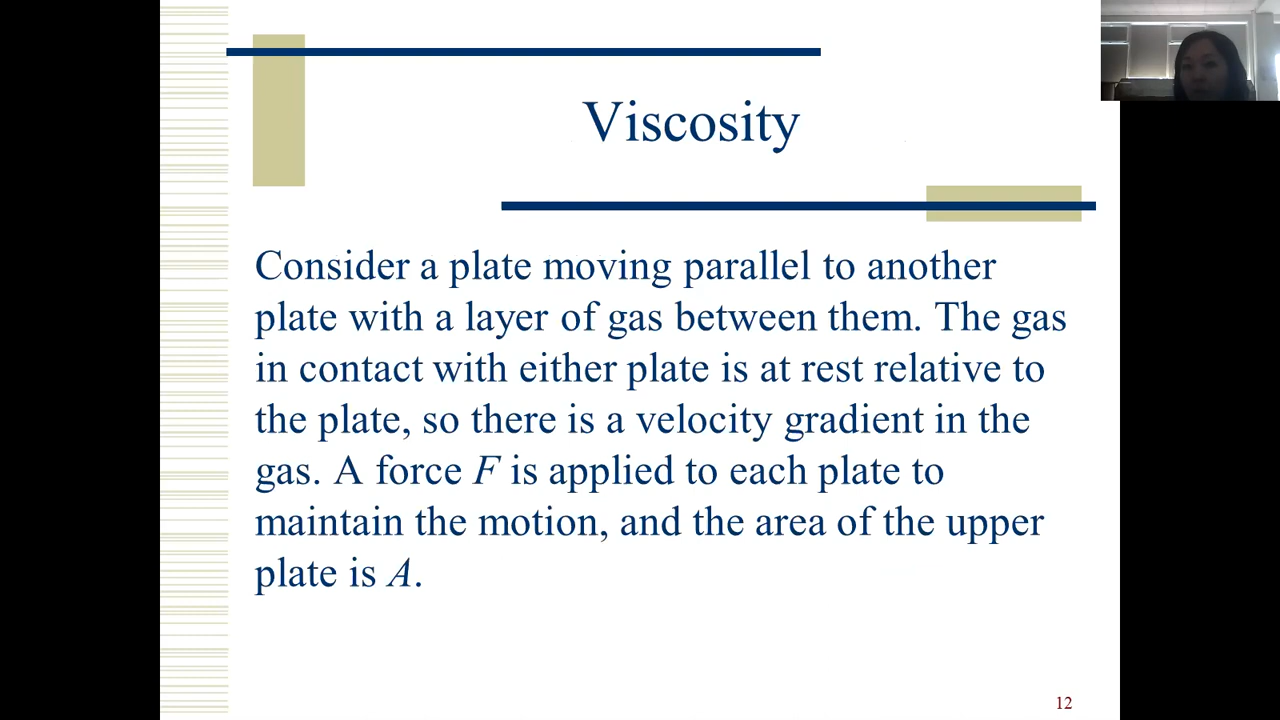 Viscosity
Consider a plate moving parallel to another
plate with a layer of gas between them. The gas
in contact with either plate is at rest relative to
the plate, so there is a velocity gradient in the
gas. A force F is applied to each plate to
maintain the motion, and the area of the upper
plate is A.
12